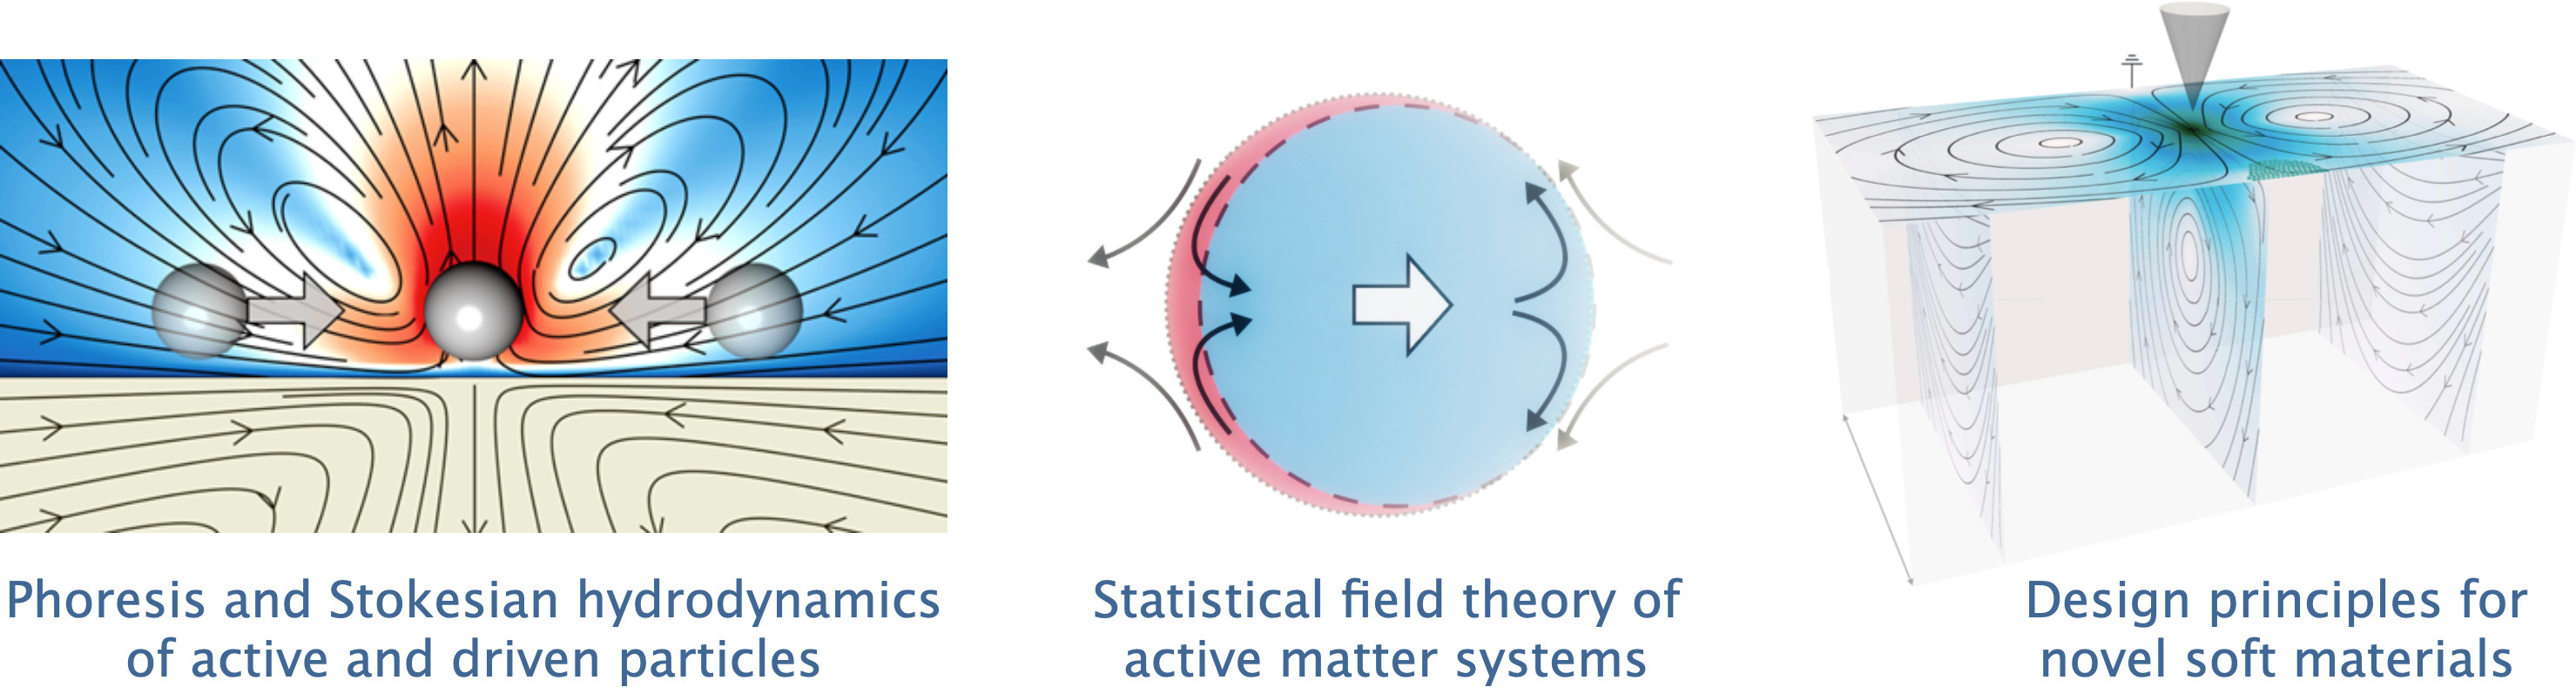 Phoresis and Stokesian hydrodynamics
of active and driven particles
Statistical field theory of
active matter systems
Design principles for
novel soft materials